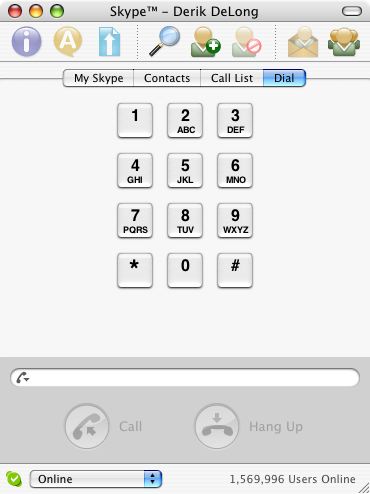 Skype™ – Derik DeLong
My Skype Contacts Call List Dial
1 2 3
ABC DEF
4 5 6
GHI JKL MNO
7 8 9
PQRS TUV WXYZ
* 0 #
Call Hang Up
Online 1,569,996 Users Online